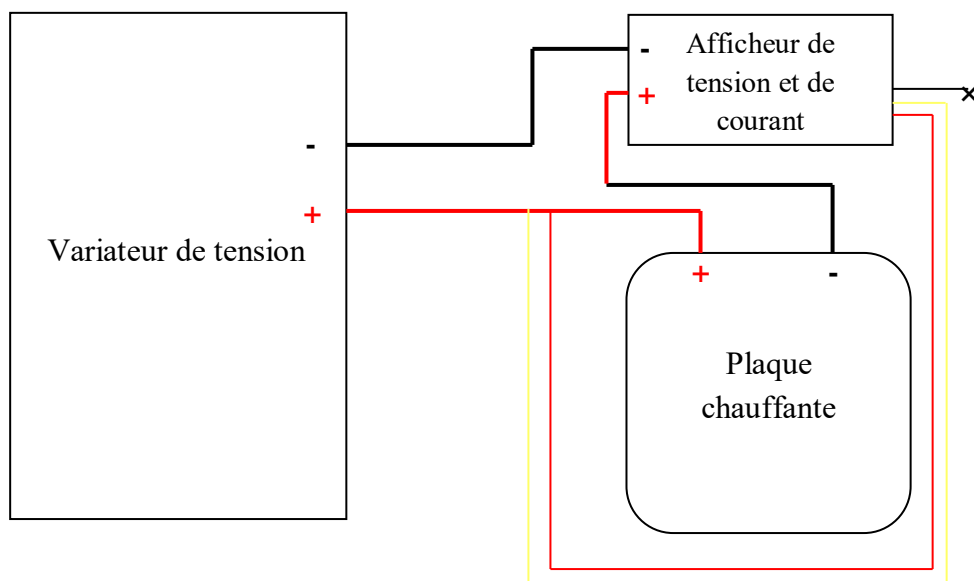 Afficheur de
tension et de
courant
-
+
-
+
Variateur de tension
+
-
Plaque
chauffante